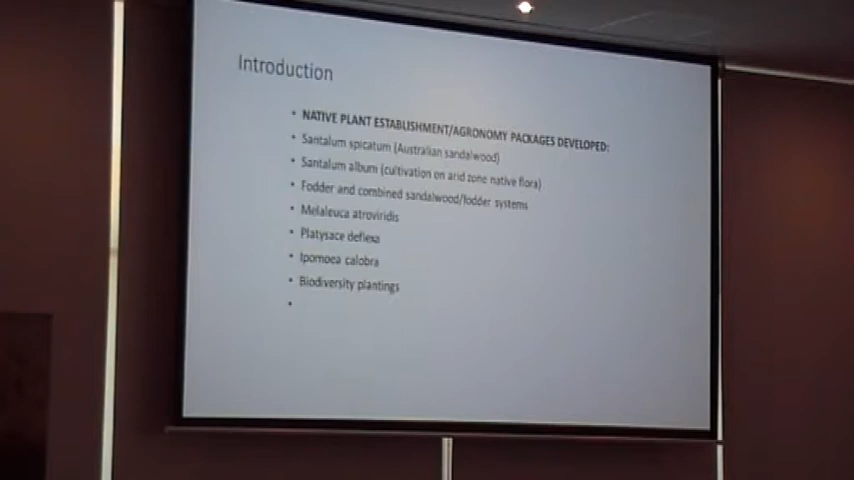 Introduction
• NATIVE PLANT ESTABLISHMENT/AGRONOMY PACKAGES DEVELOPED:
• Santalum spicatum (Australian sandalwood)
• Santalum album (cultivation on arid zone native flora)
• Fodder and combined sandalwood/fodder systems
• Melaleuca atroviridis
• Platysace deflexa
• Ipomoea calobra
• Biodiversity plantings
•